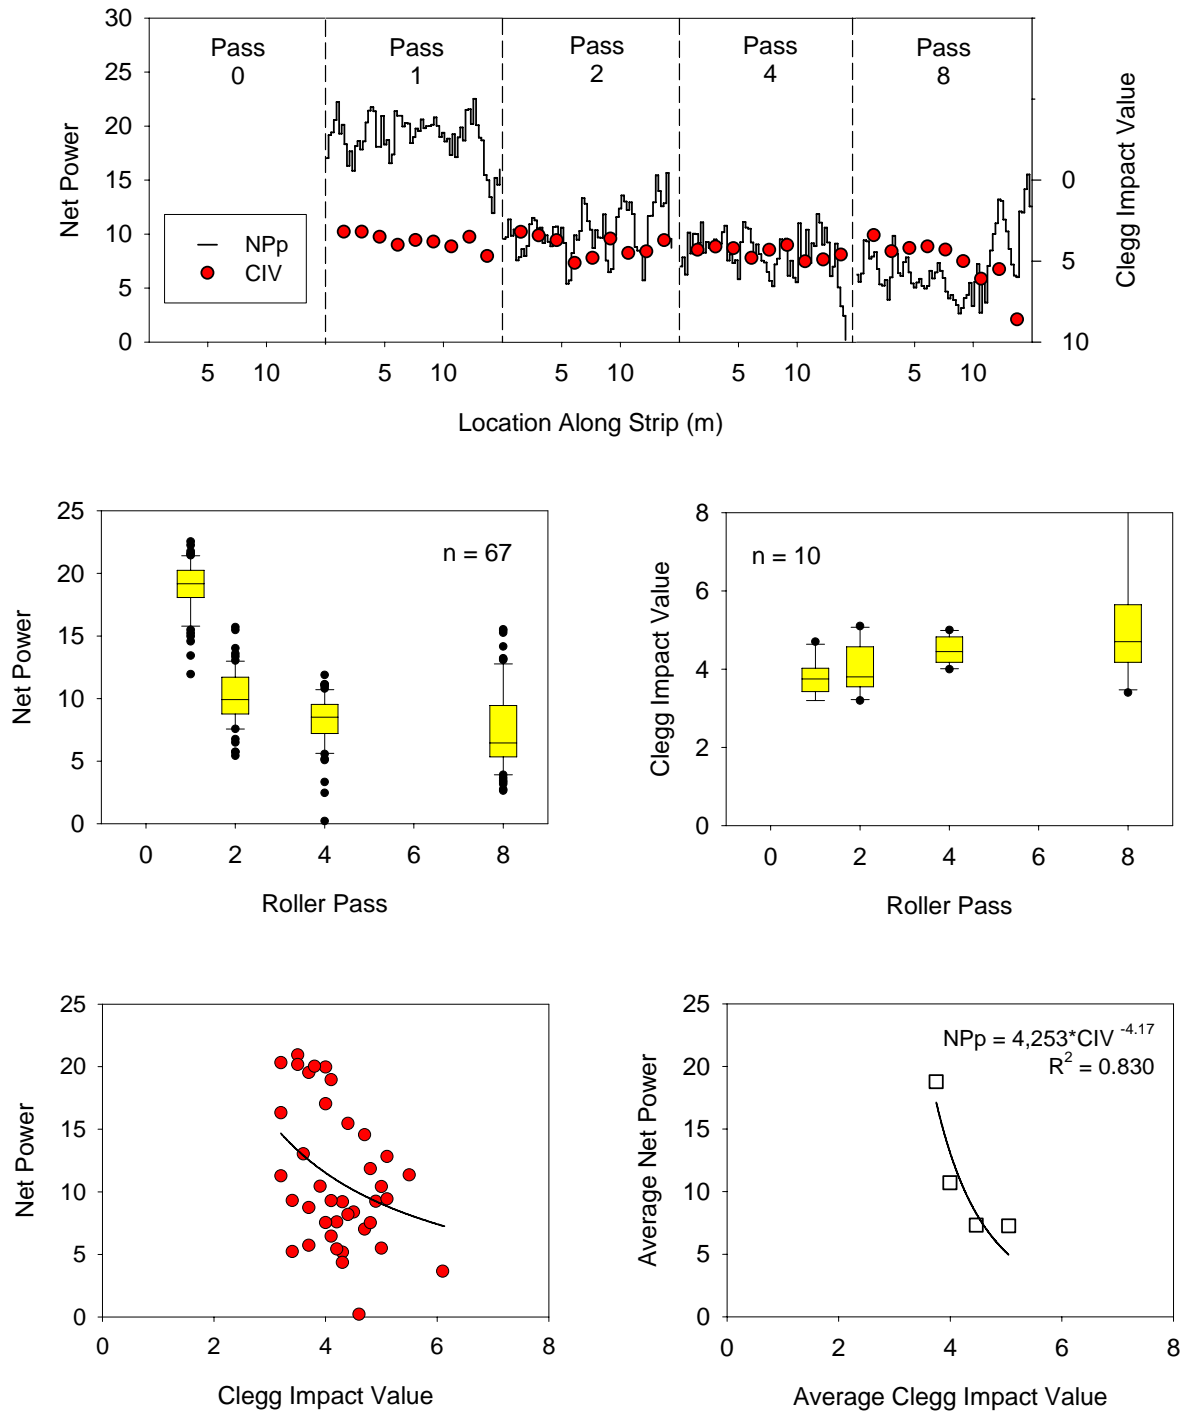 30
25
20
15
10
5
0
Net Power
Pass
0
Pass
1
Pass
2
Pass
4
Pass
8
NPp
CIV
0
5
10
Clegg Impact Value
5 10 5 10 5 10 5 10 5 10
Location Along Strip (m)
25
20
15
10
5
0
Net Power
n = 67
0 2 4 6 8
Roller Pass
8
6
4
2
0
Clegg Impact Value
n = 10
0 2 4 6 8
Roller Pass
25
20
15
10
5
0
Net Power
0 2 4 6 8
Clegg Impact Value
25
20
15
10
5
0
Average Net Power
NPp = 4,253*CIV -4.17
R2 = 0.830
0 2 4 6 8
Average Clegg Impact Value